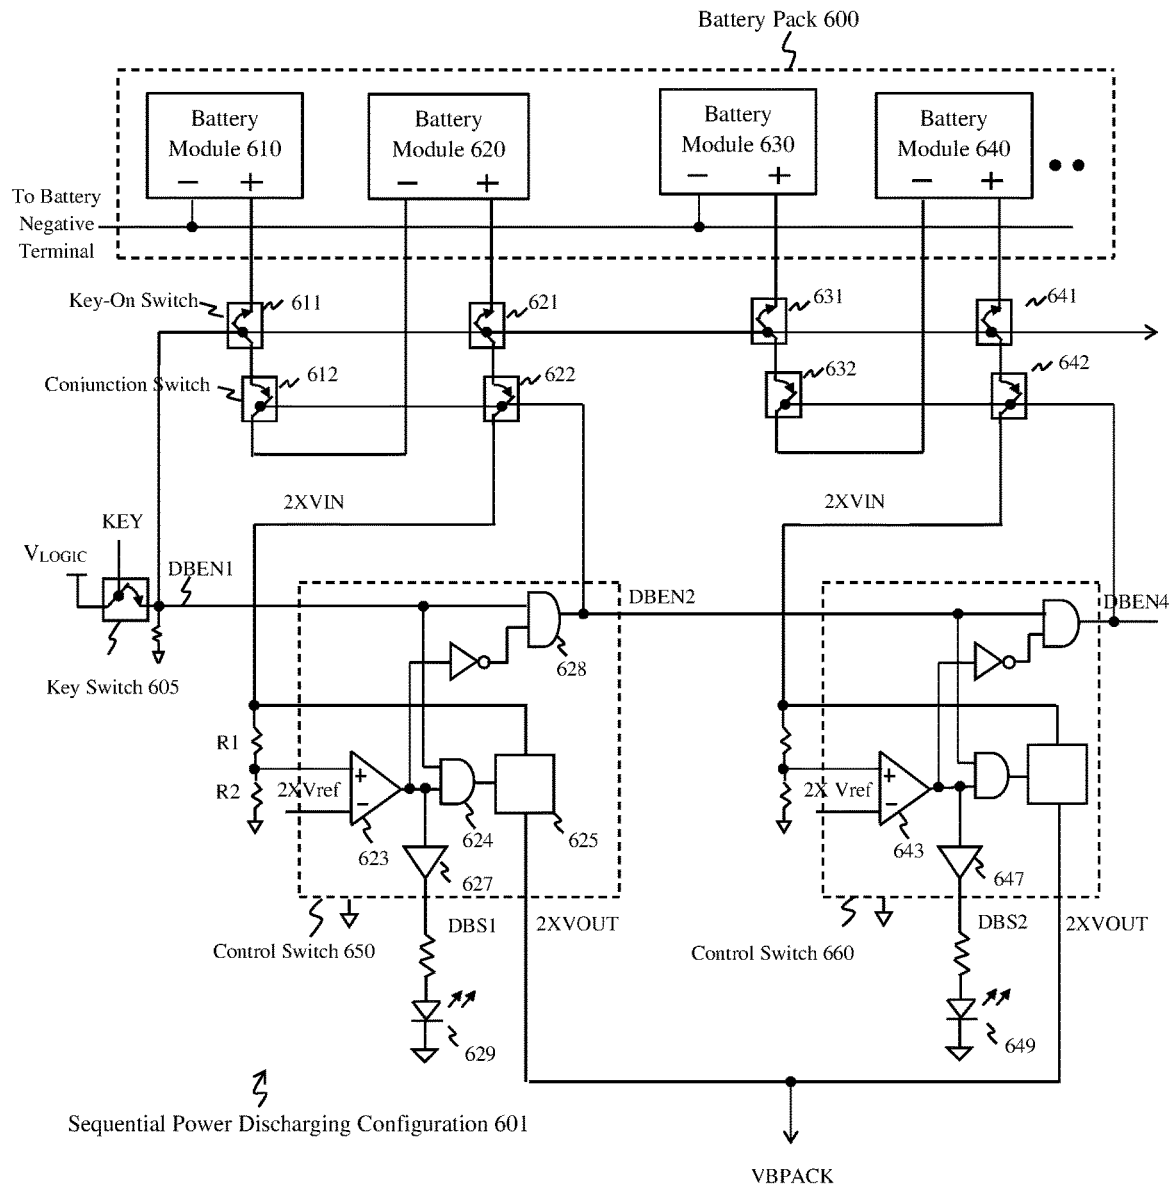 Battery Pack 600
Battery
Module 610
− +
Battery
Module 620
− +
Battery
Module 630
− +
Battery
Module 640
− +
To Battery
Negative
Terminal
Key-On Switch
611
621
631
641
Conjunction Switch
612
622
632
642
2XVIN
2XVIN
KEY
VLOGIC
DBEN1
DBEN2
DBEN4
628
Key Switch 605
R1
R2
2XVref
+
−
2X Vref
+
−
623
624
625
643
627
647
Control Switch 650
DBS1
2XVOUT
Control Switch 660
DBS2
2XVOUT
629
649
Sequential Power Discharging Configuration 601
VBPACK